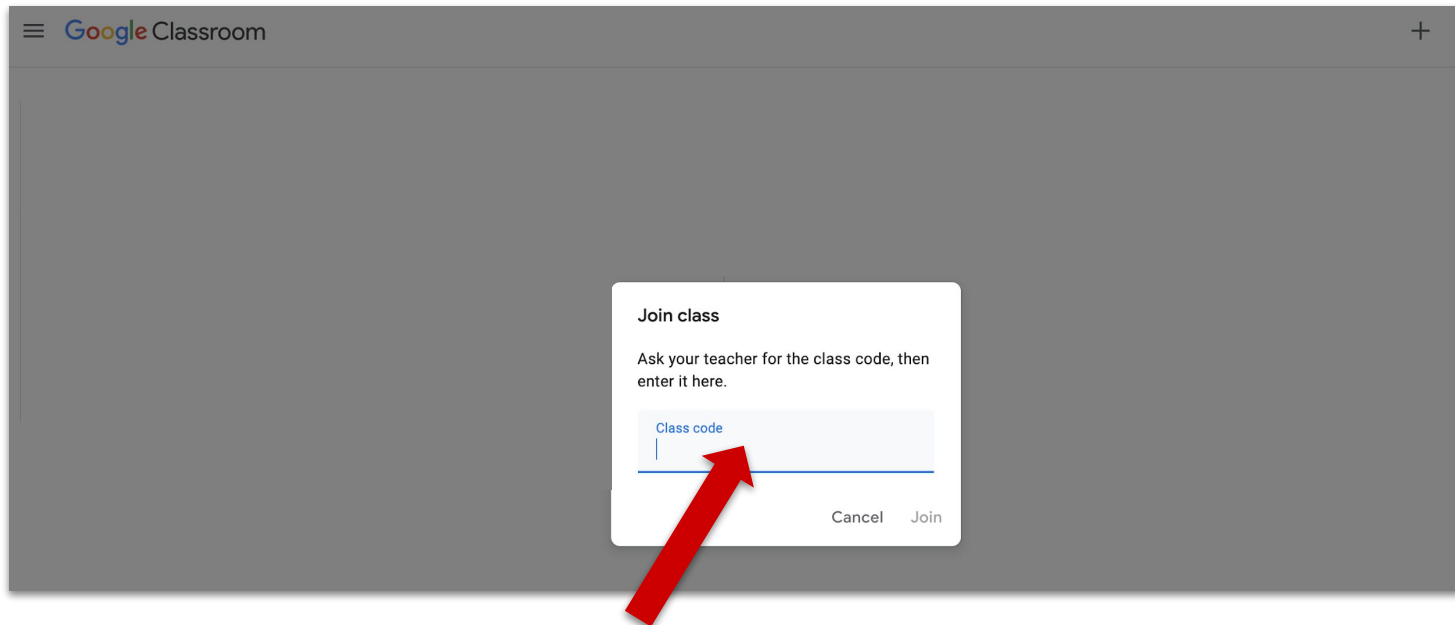 Google Classroom
Join class
Ask your teacher for the class code, then
enter it here.
Class code
Cancel Join